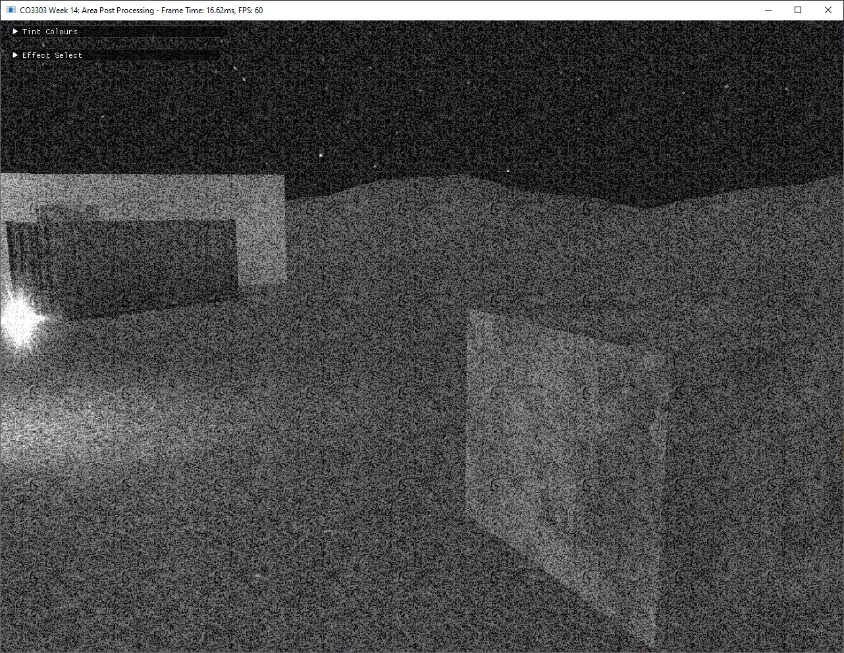 CO3303 Week 14: Area Post Processing - Frame Time: 16.62ms, FPS: 60
Tint Colours
Effect Select